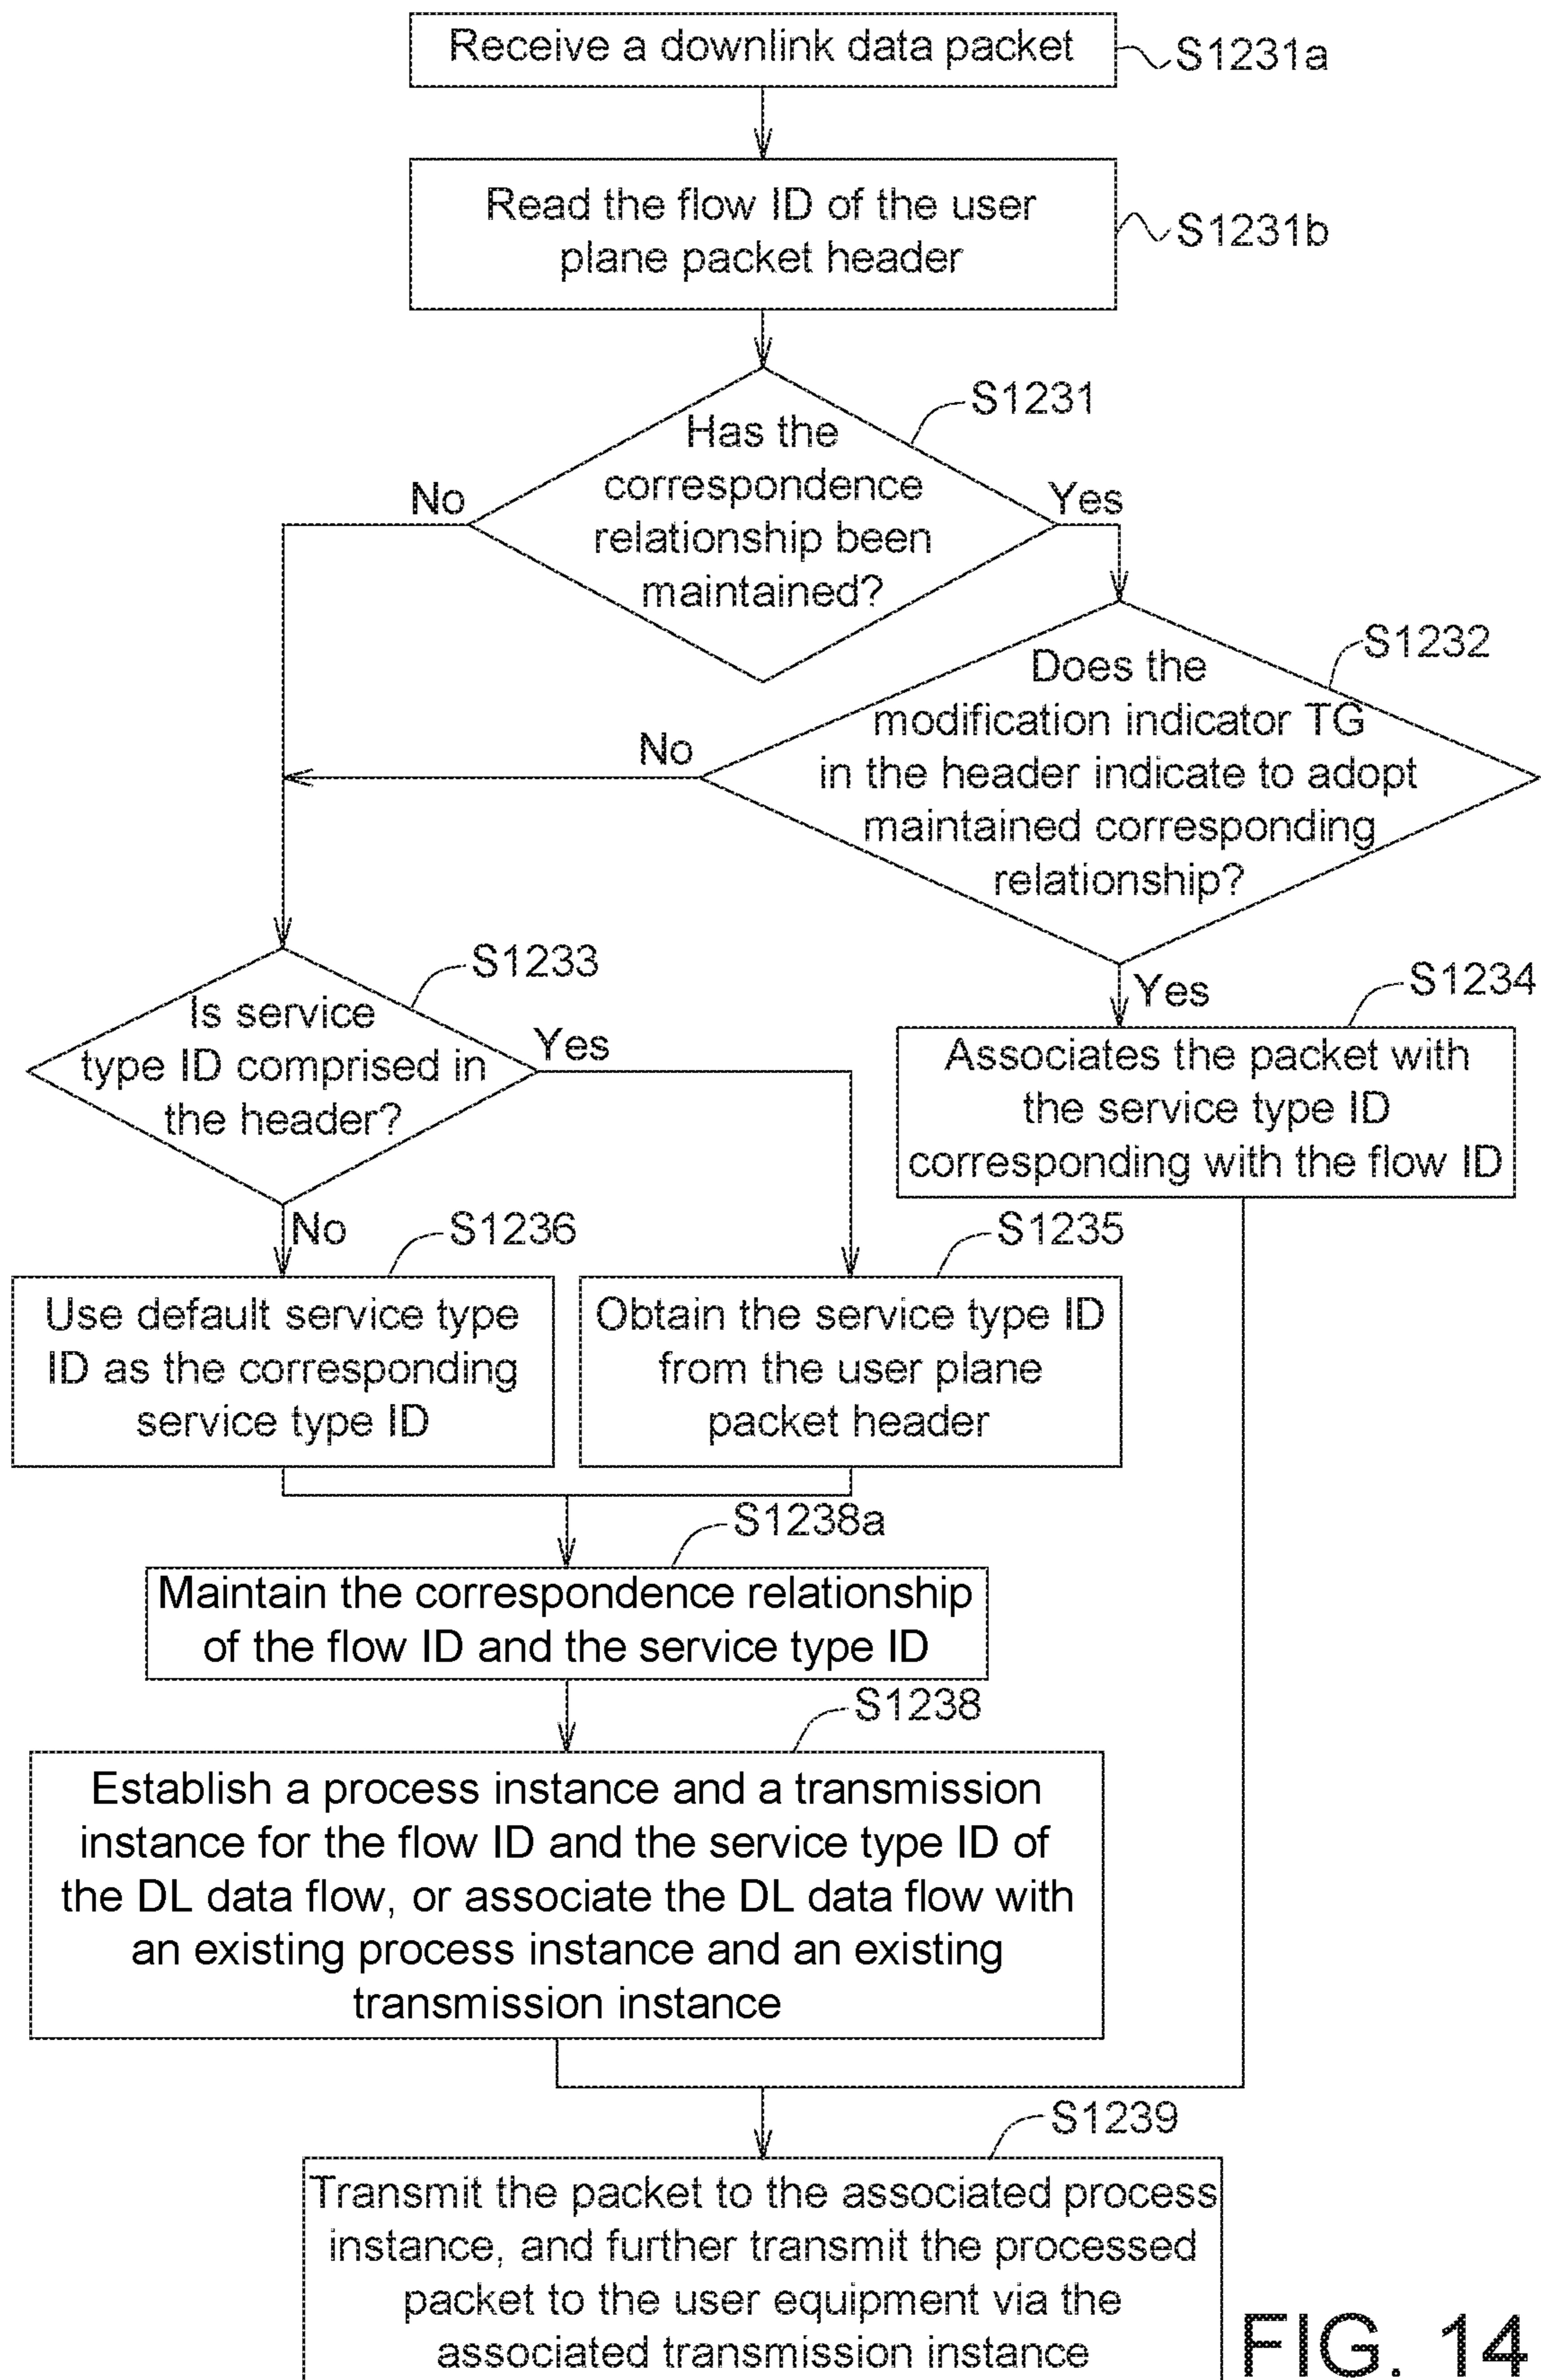 Receive a downlink data packet
S1231a
Read the flow ID of the user
plane packet header
S1231b
S1231
Has the
correspondence
relationship been
maintained?
No
Yes
S1232
Does the
modification indicator TG
in the header indicate to adopt
maintained corresponding
relationship?
No
Yes
S1233
Is service
type ID comprised in
the header?
Yes
No
S1234
Associates the packet with
the service type ID
corresponding with the flow ID
S1236
Use default service type
ID as the corresponding
service type ID
S1235
Obtain the service type ID
from the user plane
packet header
S1238a
Maintain the correspondence relationship
of the flow ID and the service type ID
S1238
Establish a process instance and a transmission
instance for the flow ID and the service type ID of
the DL data flow, or associate the DL data flow with
an existing process instance and an existing
transmission instance
S1239
Transmit the packet to the associated process
instance, and further transmit the processed
packet to the user equipment via the
associated transmission instance
FIG. 14